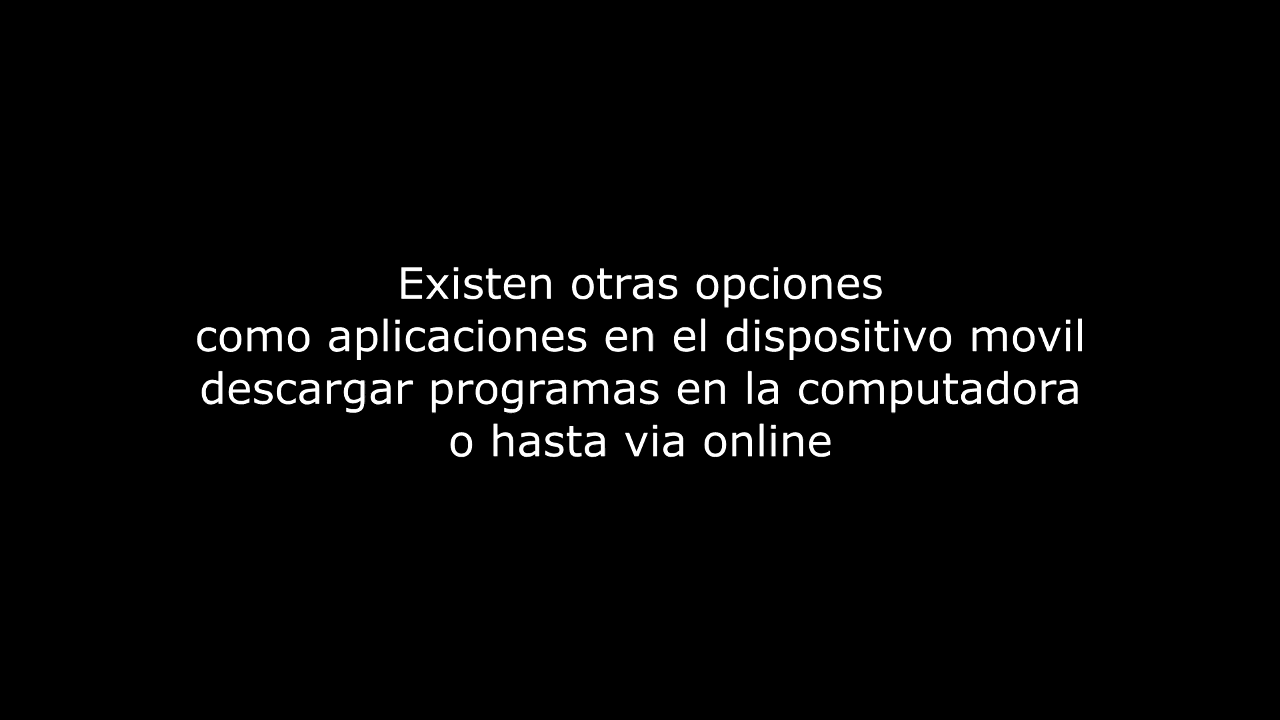 Existen otras opciones
como aplicaciones en el dispositivo movil
descargar programas en la computadora
o hasta via online